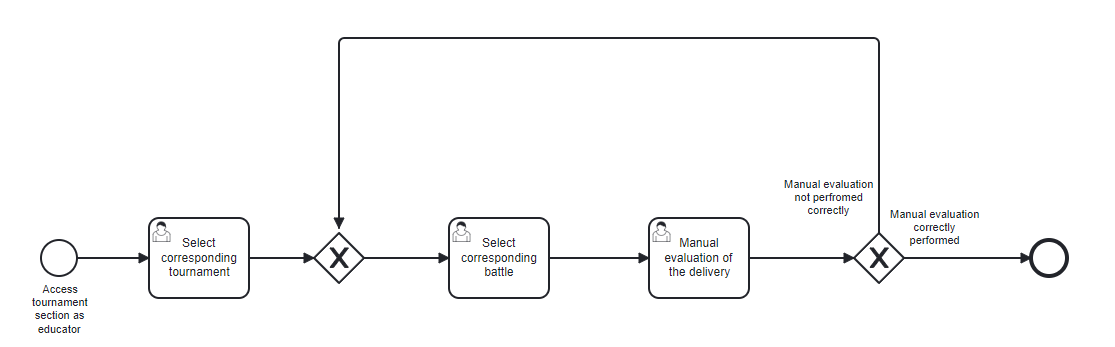 Access
tournament
section as
educator
Select
corresponding
tournament
Select
corresponding
battle
Manual
evaluation of
the delivery
Manual evaluation
not perfromed
correctly
Manual evaluation
correctly
performed